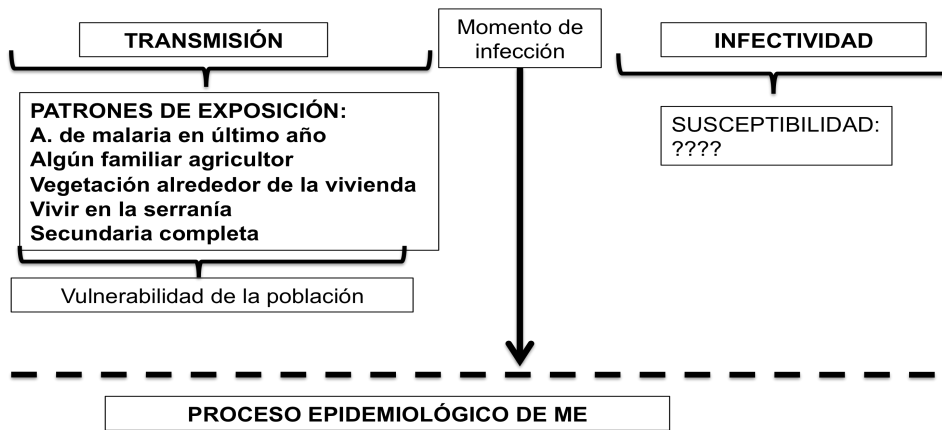 TRANSMISIÓN
Momento de
infección
INFECTIVIDAD
PATRONES DE EXPOSICIÓN:
A. de malaria en último año
Algún familiar agricultor
Vegetación alrededor de la vivienda
Vivir en la serranía
Secundaria completa
SUSCEPTIBILIDAD:
????
Vulnerabilidad de la población
PROCESO EPIDEMIOLÓGICO DE ME